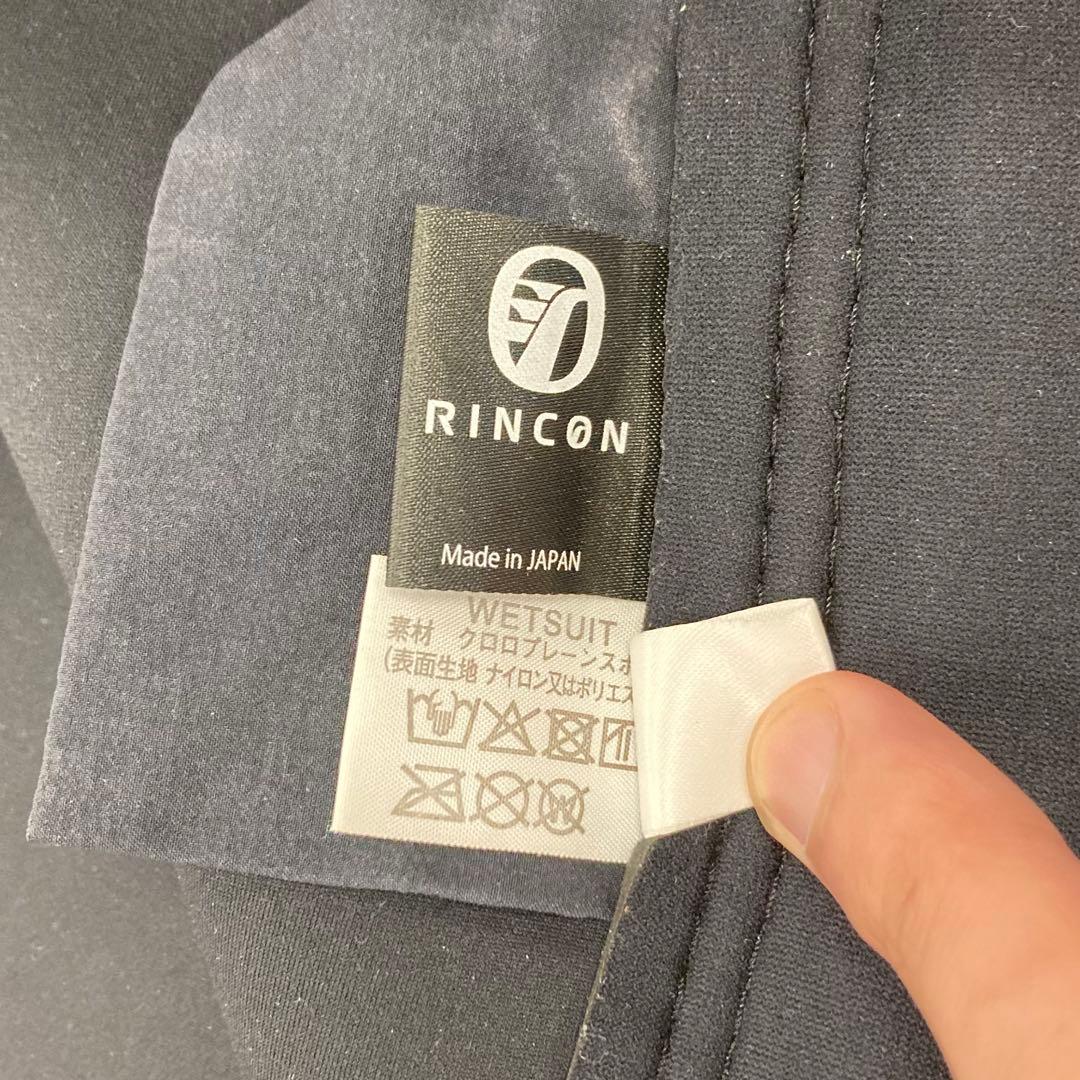 RINCON
Made in JAPAN
WETSUIT
素材 クロロプレーンスポ
(表面生地 ナイロン又はポリエス